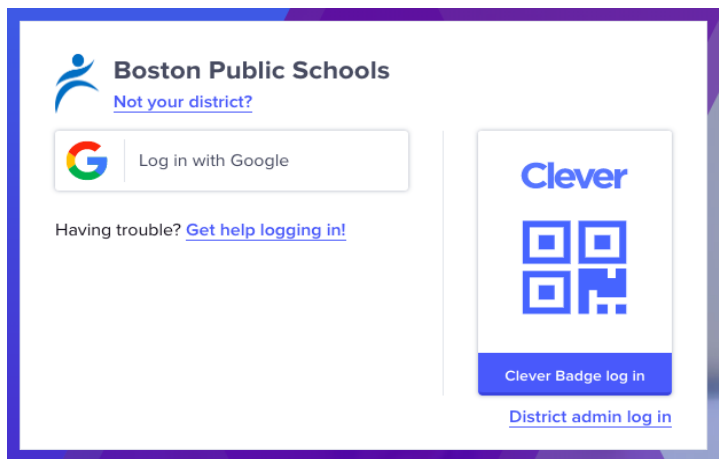 Boston Public Schools
Not your district?
Log in with Google
Having trouble? Get help logging in!
Clever
Clever Badge log in
District admin log in